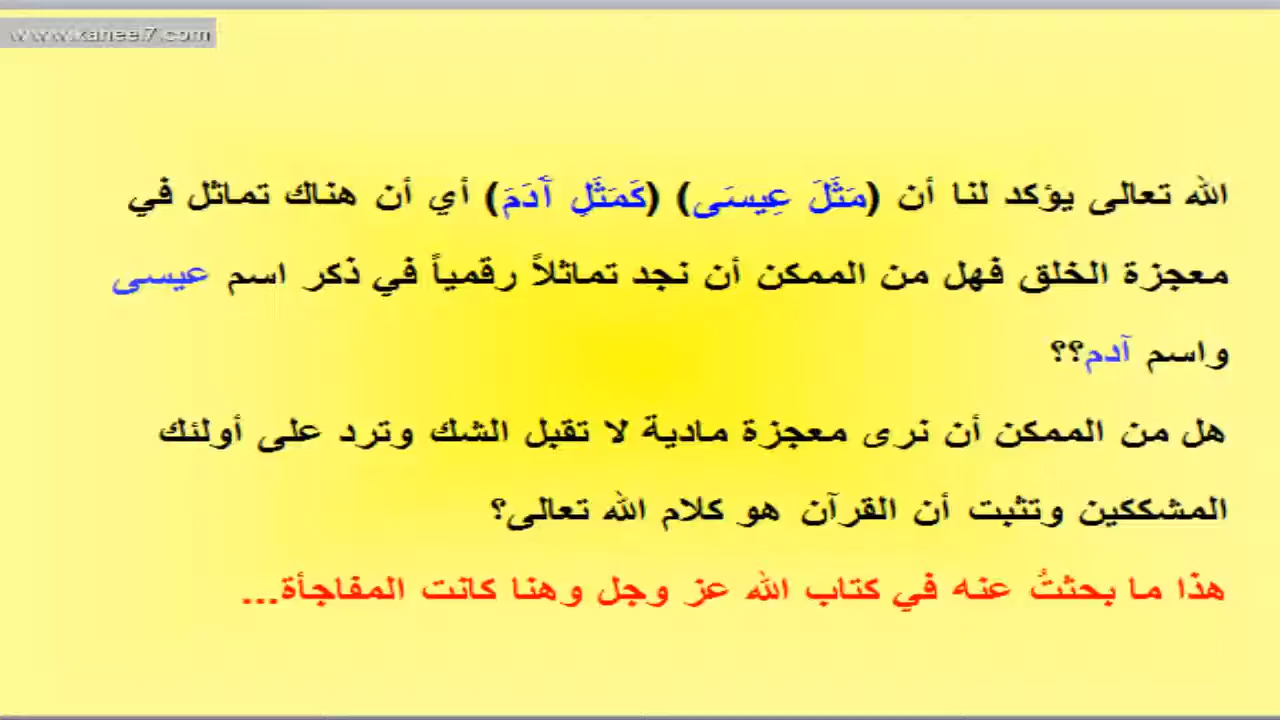 www.kaheel7.com
الله تعالى يؤكد لنا أن (مَثَلَ عِيسَى) (كَمَثَلِ آَدَمَ) أي أن هناك تماثل في
معجزة الخلق فهل من الممكن أن نجد تماثلاً رقمياً في ذكر اسم عيسى
واسم آدم؟؟
هل من الممكن أن نرى معجزة مادية لا تقبل الشك وترد على أولئك
المشككين وتثبت أن القرآن هو كلام الله تعالى؟
هذا ما بحثتُ عنه في كتاب الله عز وجل وهنا كانت المفاجأة...